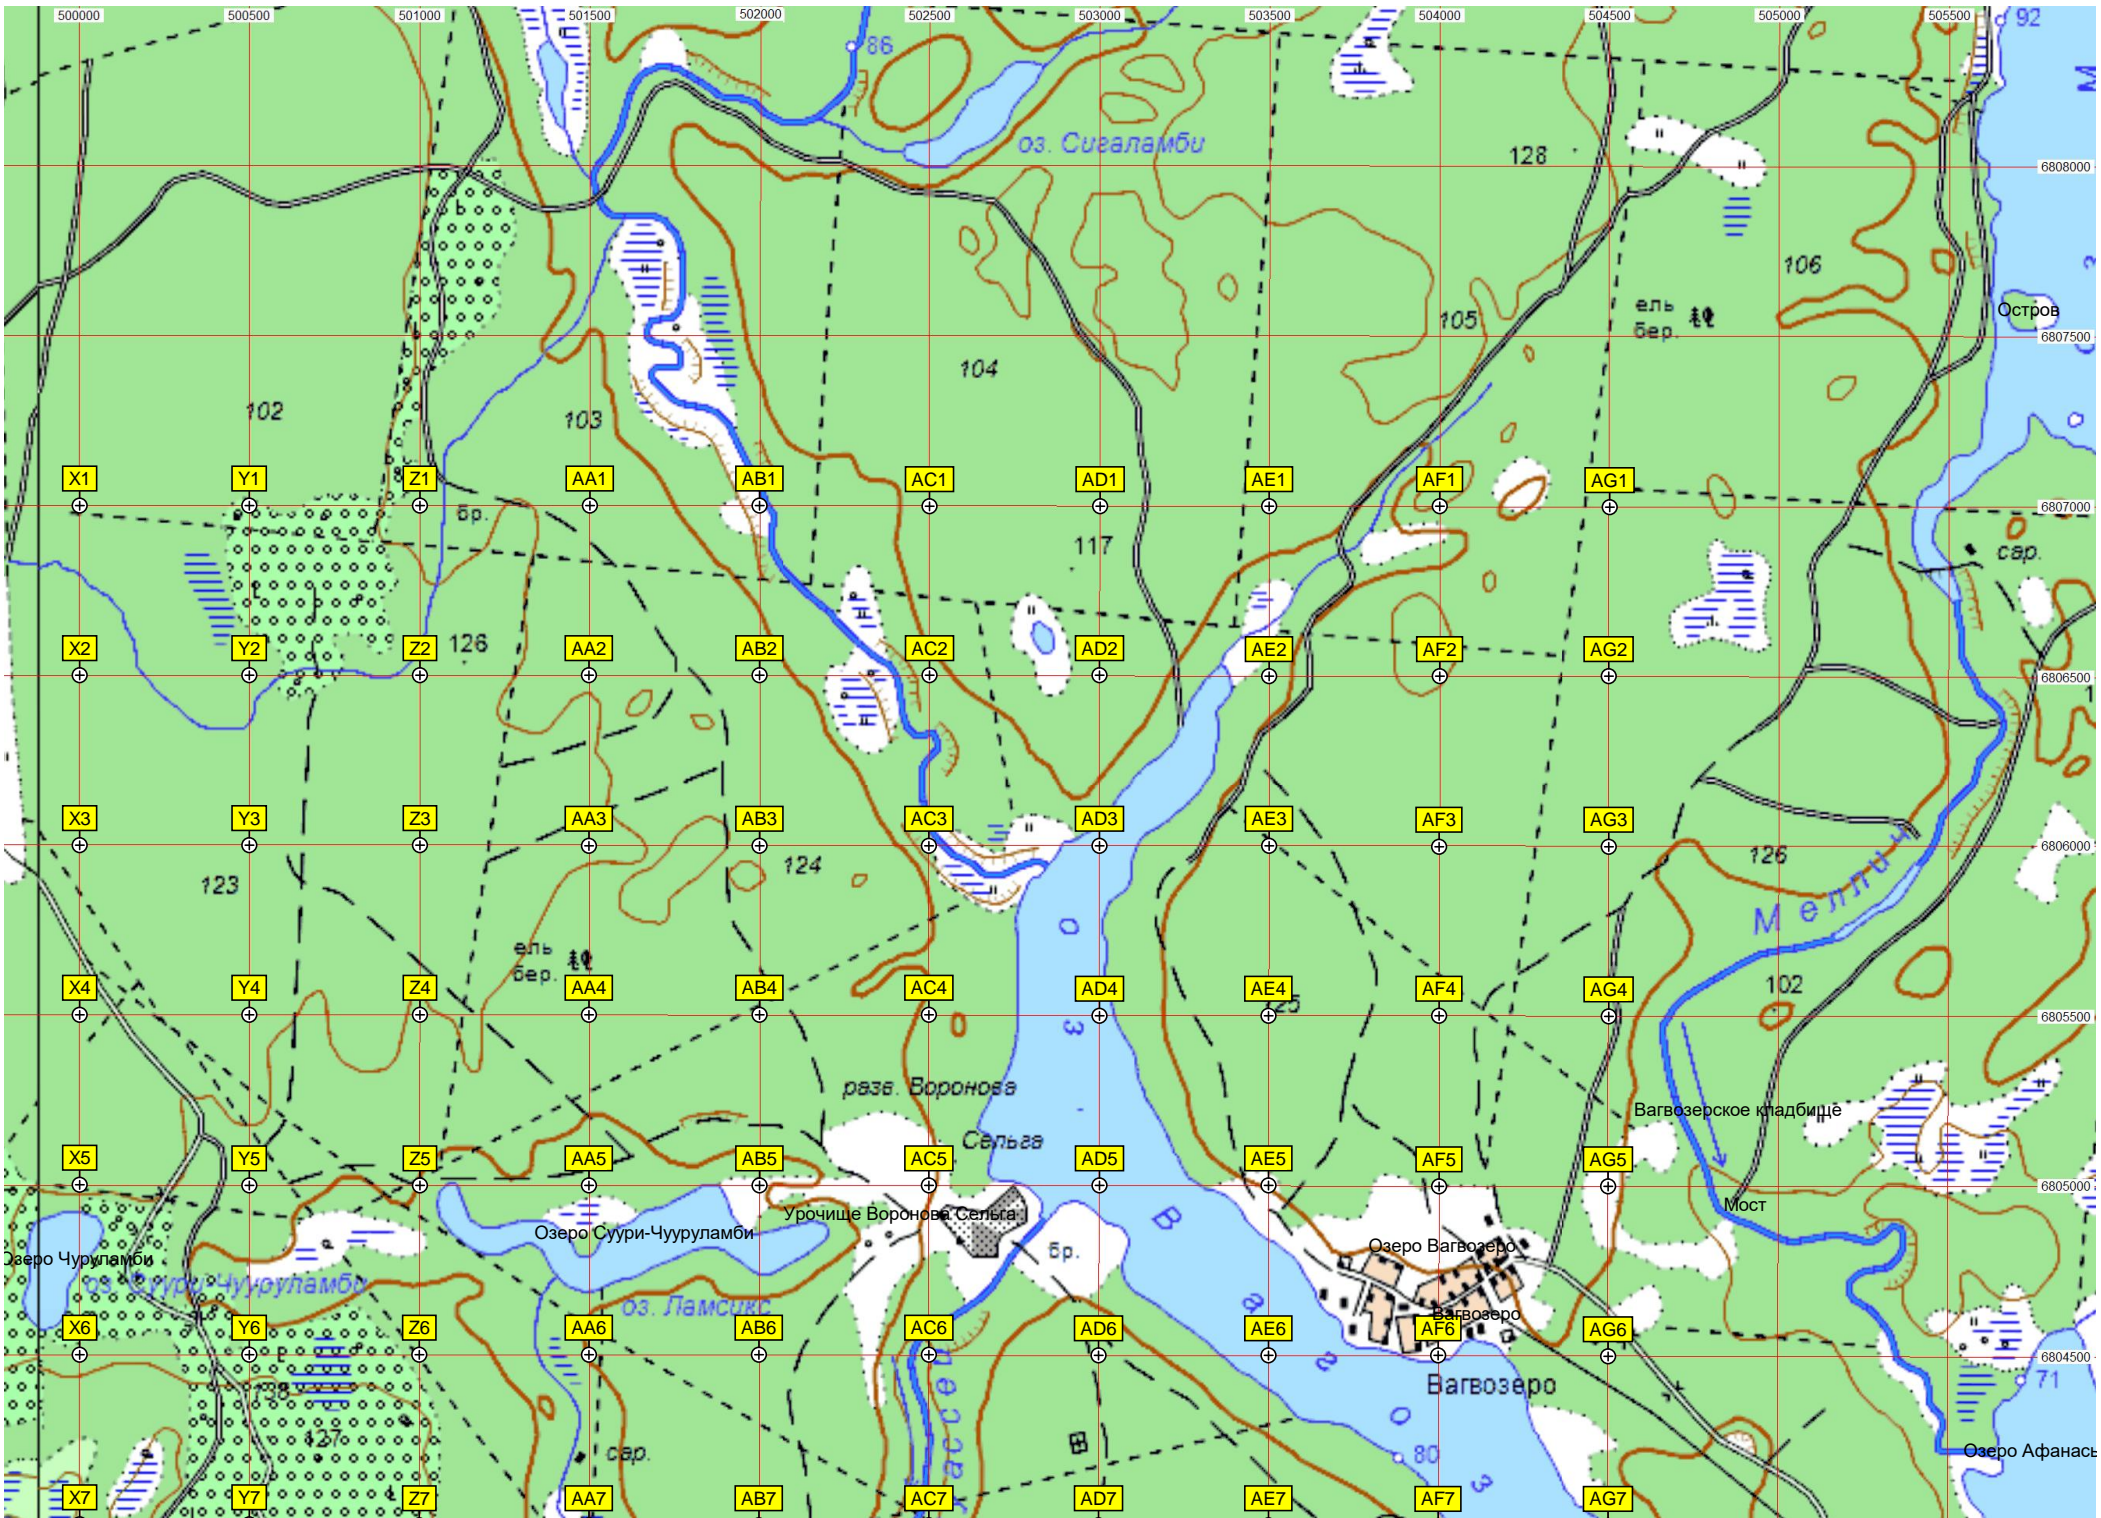 500000 500500 501000 501500 502000 502500 503000 503500 504000 504500 505000 505500
92
86
оз. Сигаламби
128
6808000
106
ель
бер.
105
Остров
6807500
104
102
103
X1 Y1 Z1 AA1 AB1 AC1 AD1 AE1 AF1 AG1
6807000
бр.
117
сар.
126
X2 Y2 Z2 AA2 AB2 AC2 AD2 AE2 AF2 AG2
6806500
X3 Y3 Z3 AA3 AB3 AC3 AD3 AE3 AF3 AG3
6806000
123
124
126
Меллич
ель
бер.
102
X4 Y4 Z4 AA4 AB4 AC4 AD4 AE4 AF4 AG4
6805500
разв. Воронова
Сельга
Вагвозерское кладбище
X5 Y5 Z5 AA5 AB5 AC5 AD5 AE5 AF5 AG5
6805000
Мост
Урочище Воронова Сельга
Озеро Суури-Чууруламби
бр.
Озеро Вагвозеро
Озеро Чуруламби
оз. Суури-Чууруламби
оз. Ламсикс
Вагвозеро
X6 Y6 Z6 AA6 AB6 AC6 AD6 AE6 AF6 AG6
6804500
71
138
Вагвозеро
127
сар.
80
Озеро Афанась
X7 Y7 Z7 AA7 AB7 AC7 AD7 AE7 AF7 AG7
оз. Вагвоз